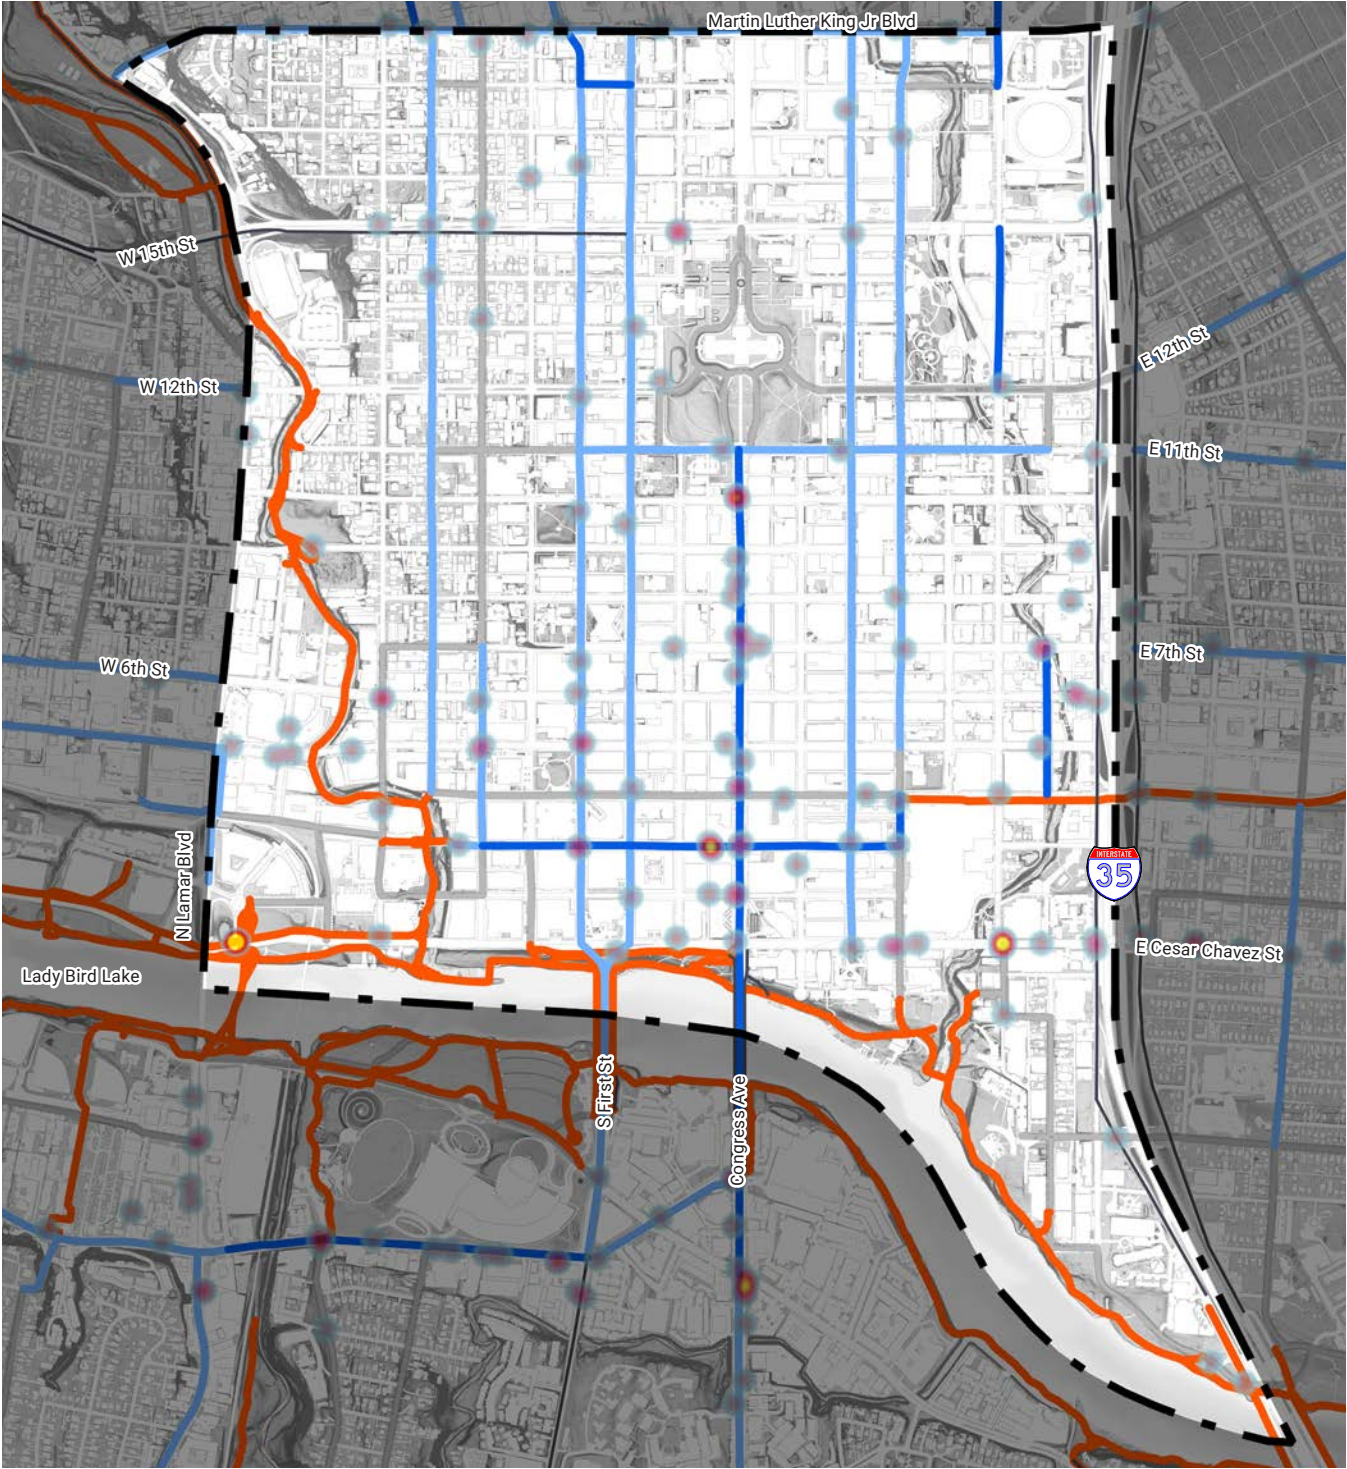 Martin Luther King Jr Blvd
W 15th St
E 12th St
W 12th St
E 11th St
E 7th St
W 6th St
N Lamar Blvd
INTERSTATE
35
E Cesar Chavez St
Lady Bird Lake
S First St
Congress Ave